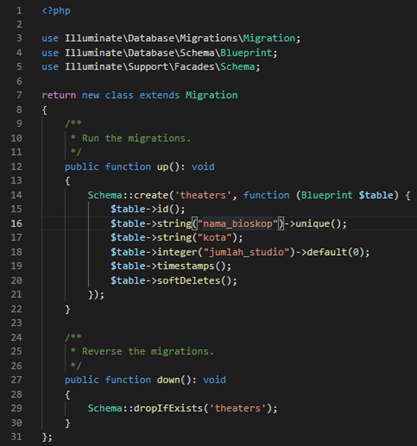 1 <?php
2
3 use Illuminate\Database\Migrations\Migration;
4 use Illuminate\Database\Schema\Blueprint;
5 use Illuminate\Support\Facades\Schema;
6
7 return new class extends Migration
8 {
9     /**
10      * Run the migrations.
11      */
12     public function up(): void
13     {
14         Schema::create('theaters', function (Blueprint $table) {
15             $table->id();
16             $table->string("nama_bioskop")->unique();
17             $table->string("kota");
18             $table->integer("jumlah_studio")->default(0);
19             $table->timestamps();
20             $table->softDeletes();
21         });
22     }
23
24     /**
25      * Reverse the migrations.
26      */
27     public function down(): void
28     {
29         Schema::dropIfExists('theaters');
30     }
31 };